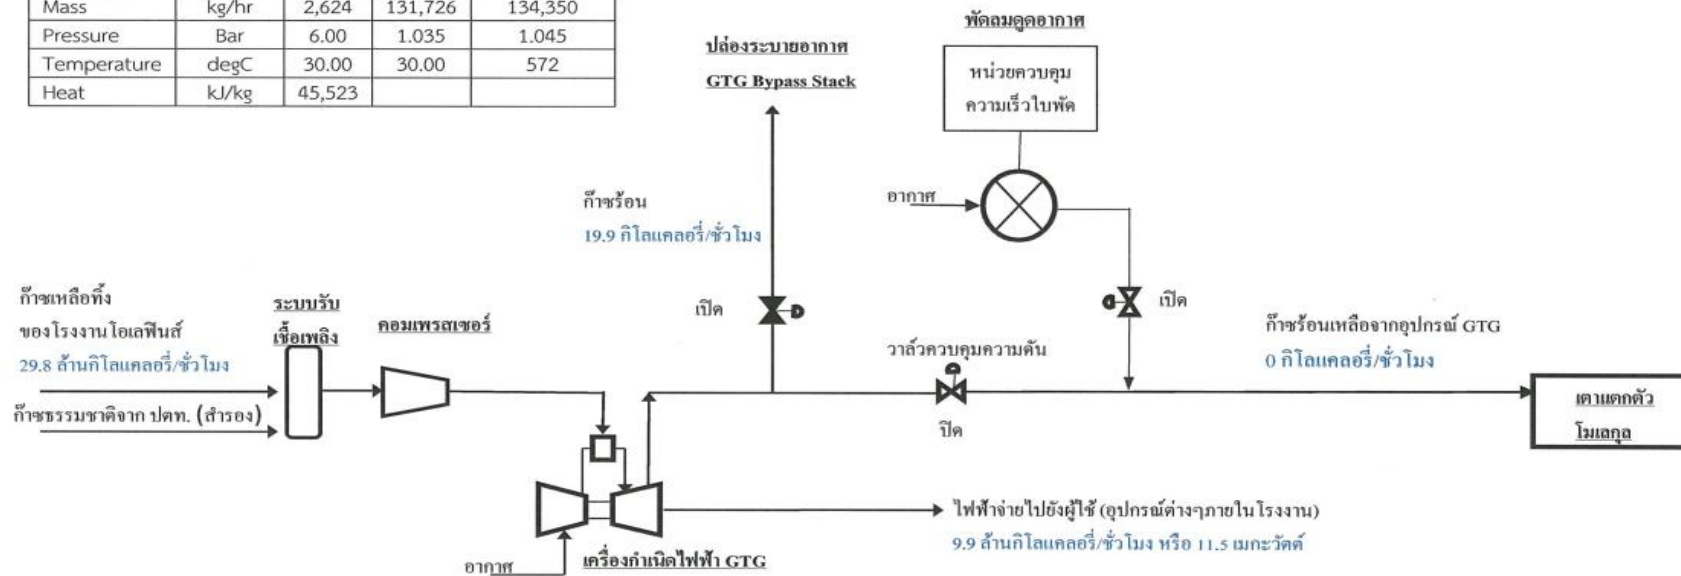 Mass kg/hr 2,624 131,726 134,350
Pressure Bar 6.00 1.035 1.045
Temperature degC 30.00 30.00 572
Heat kJ/kg 45,523
พัดลมดูดอากาศ
หน่วยควบคุม
ความเร็วใบพัด
ปล่องระบายอากาศ
GTG Bypass Stack
อากาศ
ก๊าซร้อน
19.9 กิโลแคลอรี่/ชั่วโมง
เปิด
เปิด
ก๊าซเหลือทิ้ง
ของโรงงานโอเลฟินส์
29.8 ล้านกิโลแคลอรี่/ชั่วโมง
ก๊าซธรรมชาติจาก ปตท. (สำรอง)
ระบบรับ
เชื้อเพลิง
คอมเพรสเซอร์
วาล์วควบคุมความดัน
ปิด
ก๊าซร้อนเหลือจากอุปกรณ์ GTG
0 กิโลแคลอรี่/ชั่วโมง
เตาแตกตัว
โมเลกุล
ไฟฟ้าจ่ายไปยังผู้ใช้ (อุปกรณ์ต่างๆภายในโรงงาน)
9.9 ล้านกิโลแคลอรี่/ชั่วโมง หรือ 11.5 เมกะวัตต์
อากาศ
เครื่องกำเนิดไฟฟ้า GTG